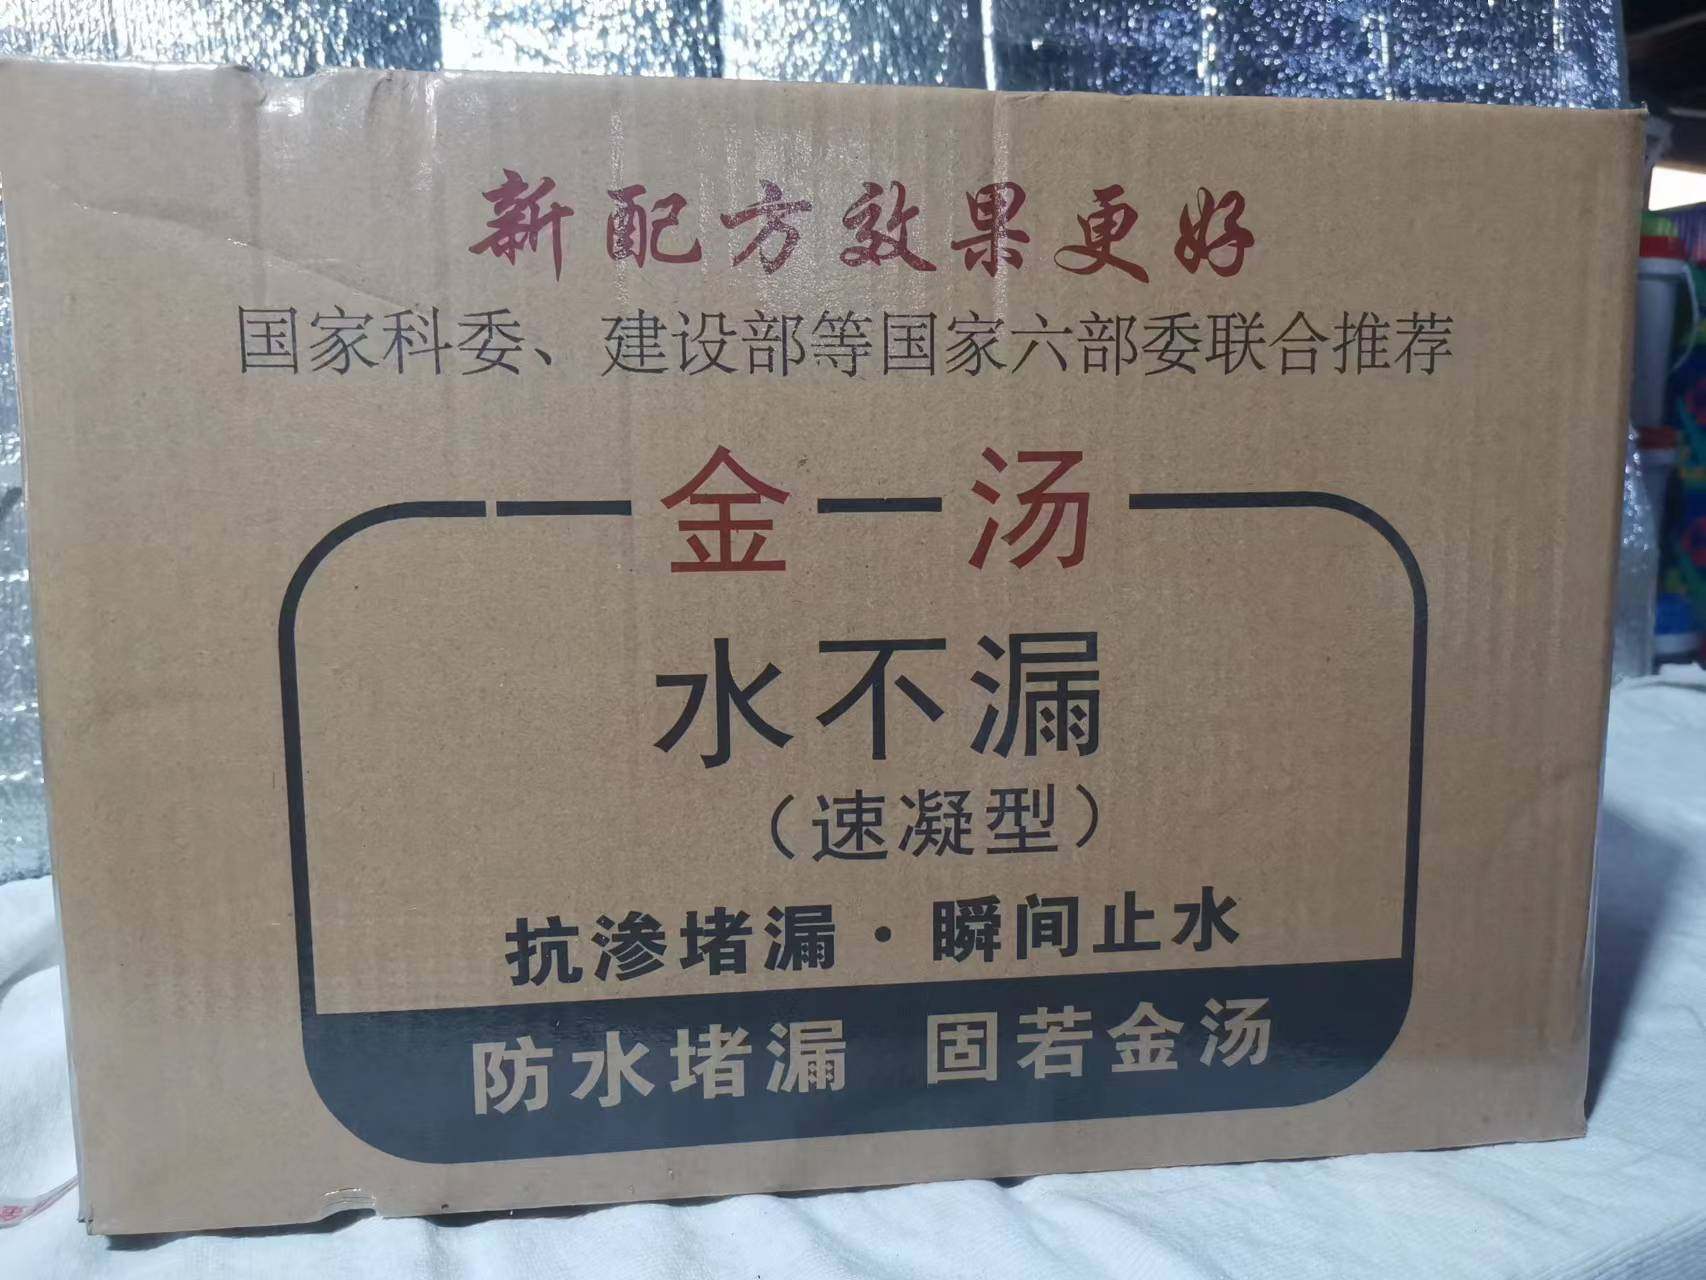 新配方效果更好
国家科委、建设部等国家六部委联合推荐
金一汤
水不漏
（速凝型）
抗渗堵漏·瞬间止水
防水堵漏 固若金汤